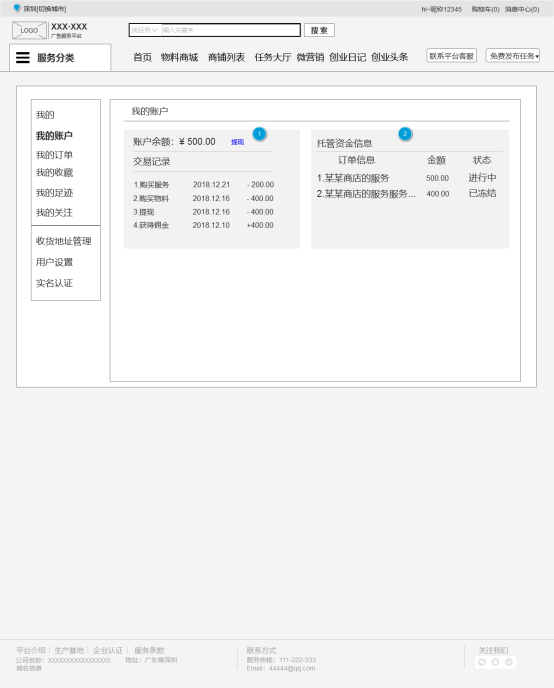 深圳[切换城市]
hi~昵称12345 购物车(0) 消息中心(0)
LOGO XXX·XXX
广告服务平台
找任务 输入关键字 搜 索
服务分类 首页 物料商城 商铺列表 任务大厅 微营销 创业日记 创业头条 联系平台客服 免费发布任务
我的
我的账户
我的订单
我的收藏
我的足迹
我的关注
收货地址管理
用户设置
实名认证
我的账户
账户余额：¥ 500.00 提现 1
交易记录
1.购买服务 2018.12.21 - 200.00
2.购买物料 2018.12.16 - 400.00
3.提现 2018.12.16 - 400.00
4.获得佣金 2018.12.10 +400.00
2
托管资金信息
订单信息 金额 状态
1.某某商店的服务 500.00 进行中
2.某某商店的服务服务... 400.00 已冻结
平台介绍 | 生产基地 | 企业认证 | 服务条款
公司名称：XXXXXXXXXXXXXXXXX 地址：广东省深圳
域名信息
联系方式
服务热线：111-222-333
Email：44444@qq.com
关注我们